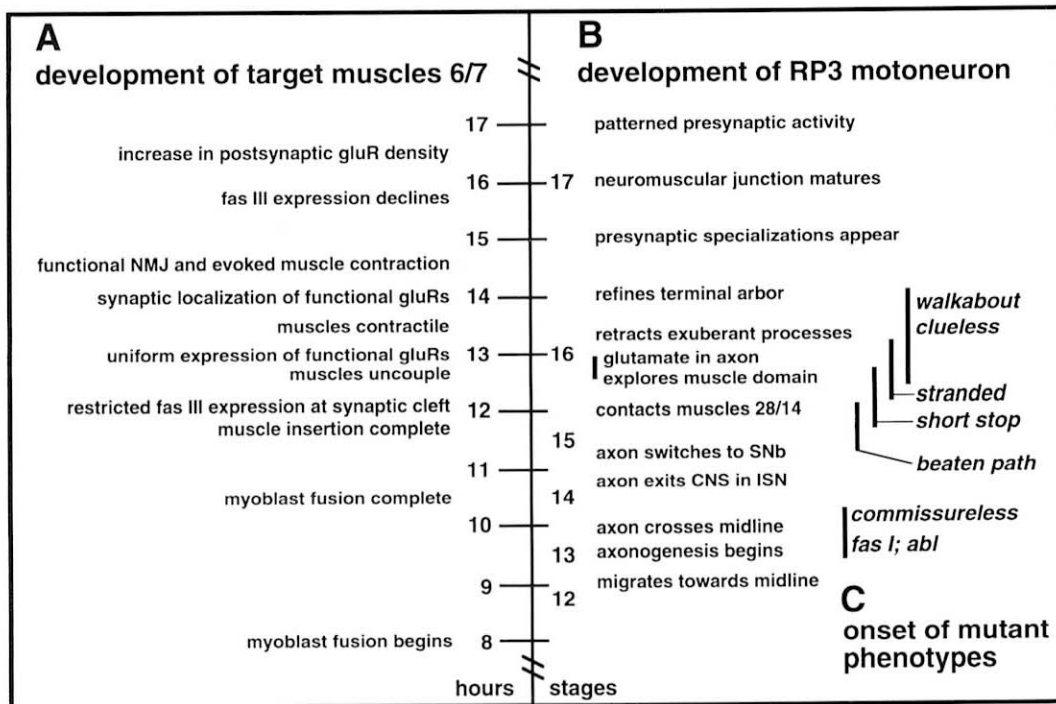 A
development of target muscles 6/7
17
increase in postsynaptic gluR density
16
fas III expression declines
15
functional NMJ and evoked muscle contraction
synaptic localization of functional gluRs
14
muscles contractile
uniform expression of functional gluRs
13
muscles uncouple
restricted fas III expression at synaptic cleft
12
muscle insertion complete
11
myoblast fusion complete
10
9
myoblast fusion begins
8
hours
B
development of RP3 motoneuron
patterned presynaptic activity
17
neuromuscular junction matures
presynaptic specializations appear
refines terminal arbor
retracts exuberant processes
16
glutamate in axon
explores muscle domain
contacts muscles 28/14
15
axon switches to SNb
axon exits CNS in ISN
14
axon crosses midline
13
axonogenesis begins
migrates towards midline
12
stages
walkabout
clueless
stranded
short stop
beaten path
commissureless
fas I; abl
C
onset of mutant
phenotypes